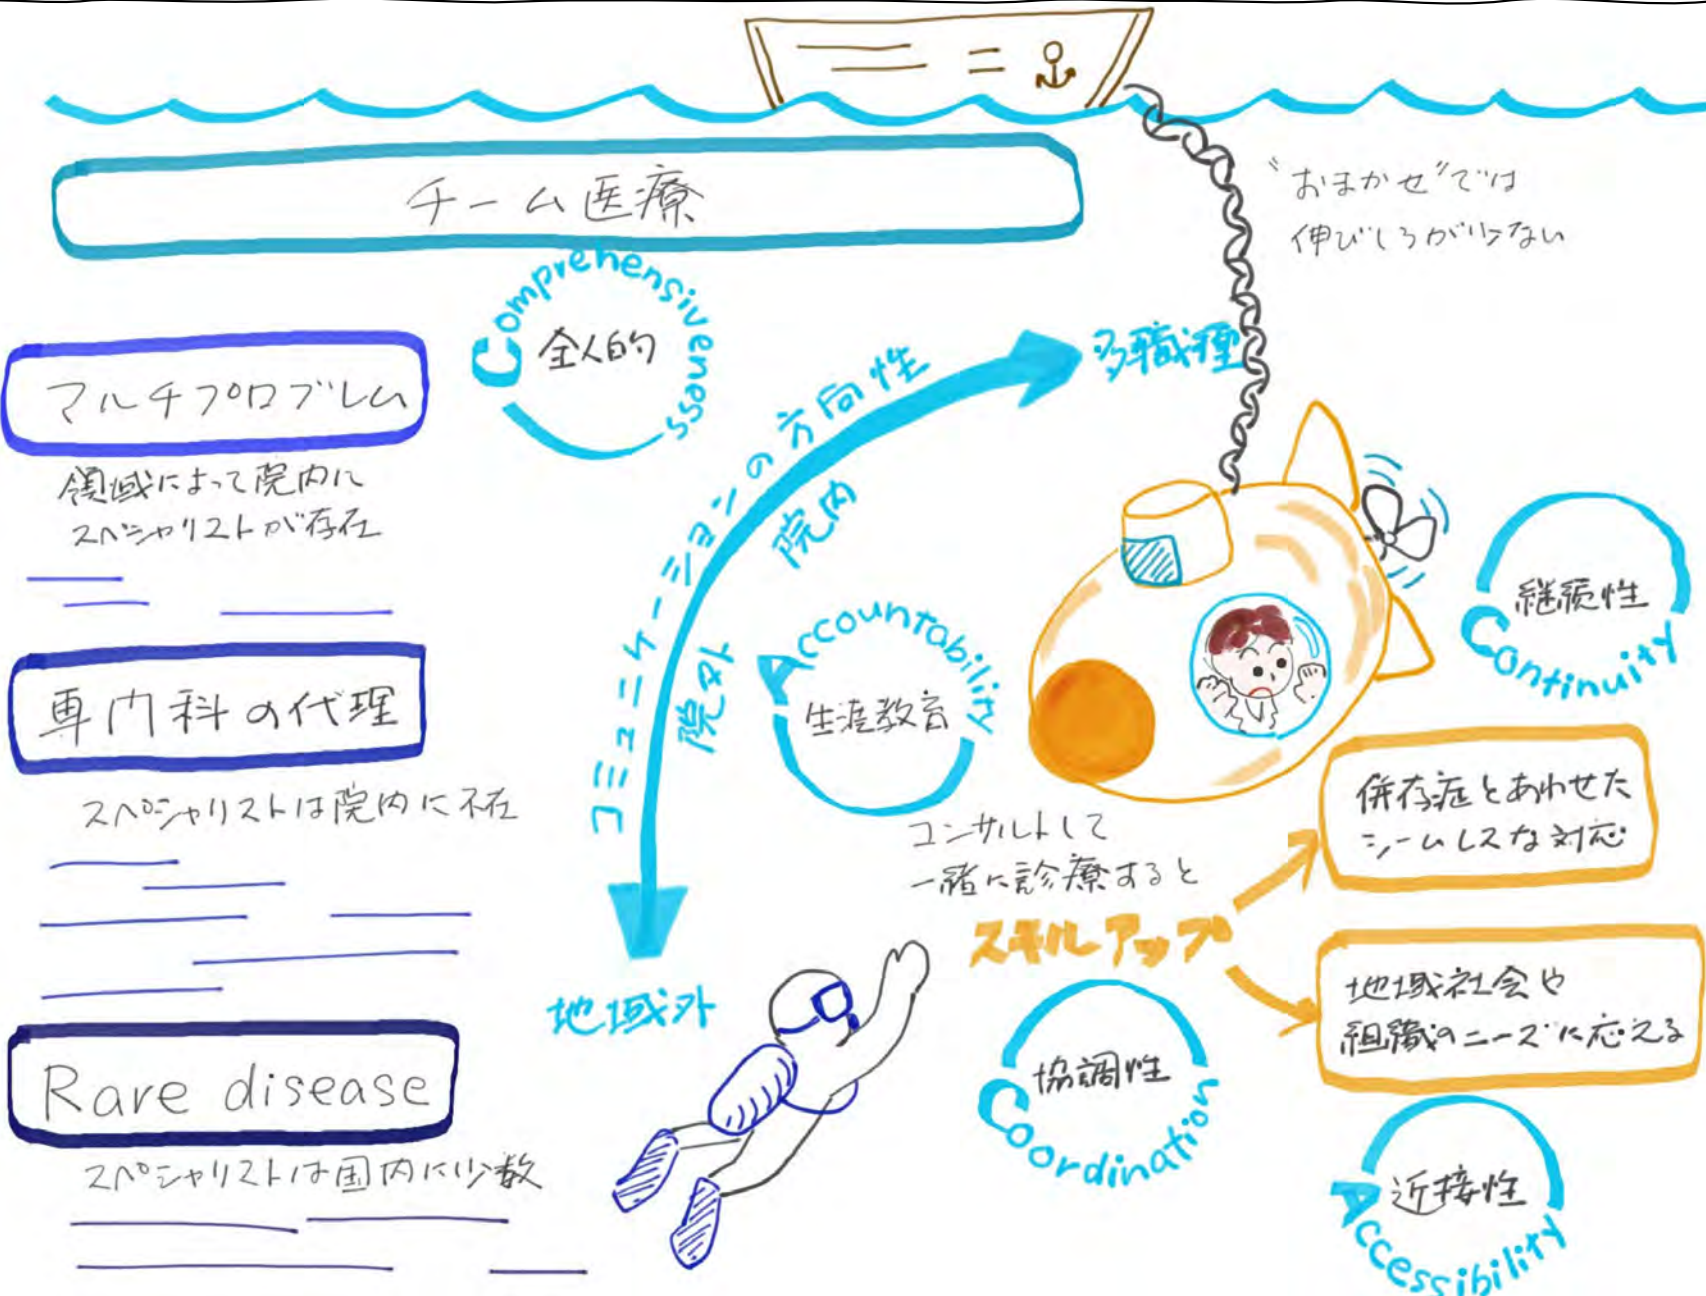 チーム医療
“おまかせ”では
伸びしろが少ない
Comprehensiveness
全人的
マルチプロブレム
領域によって院内に
スペシャリストが存在
コミュニケーションの方向性
多職種
院内
院外
地域外
Accountability
生涯教育
継続性
Continuity
専門科の代理
スペシャリストは院内に不在
コンサルトして
一緒に診療すると
スキルアップ
併存症とあわせた
シームレスな対応
地域社会や
組織のニーズに応える
Rare disease
スペシャリストは国内に少数
協調性
Coordination
近接性
Accessibility